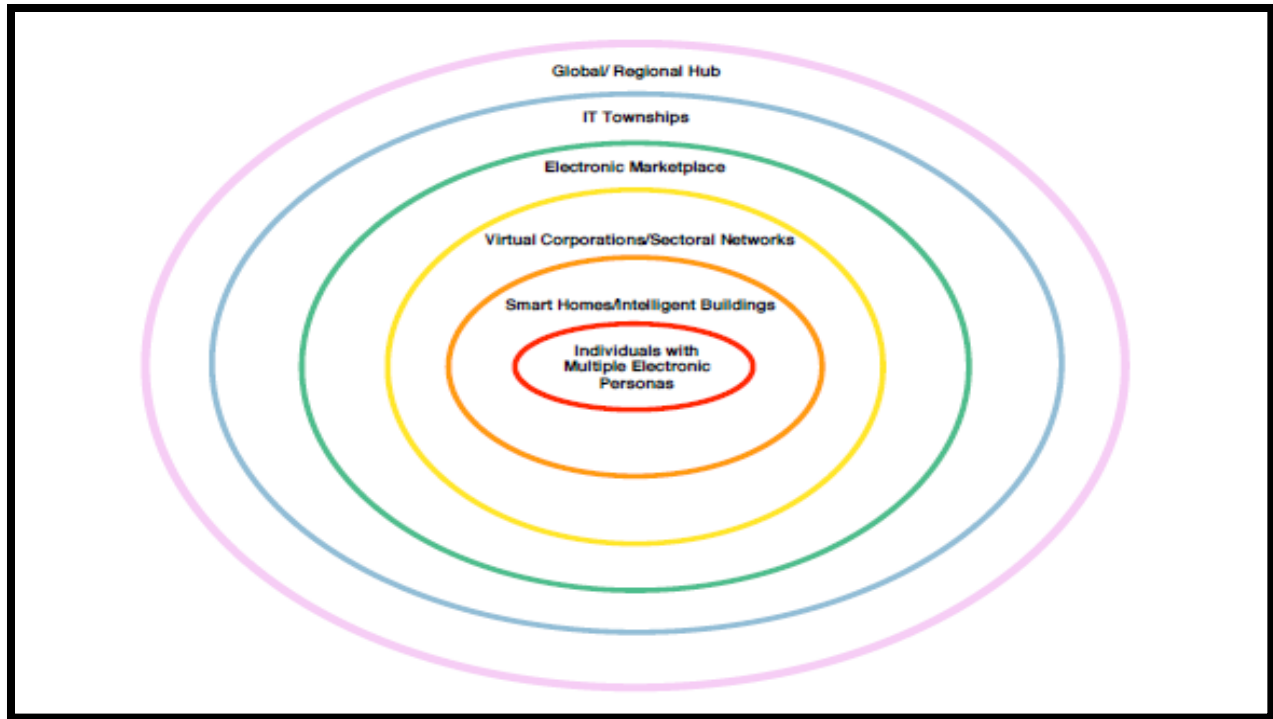 Global/ Regional Hub
IT Townships
Electronic Marketplace
Virtual Corporations/Sectoral Networks
Smart Homes/Intelligent Buildings
Individuals with
Multiple Electronic
Personas